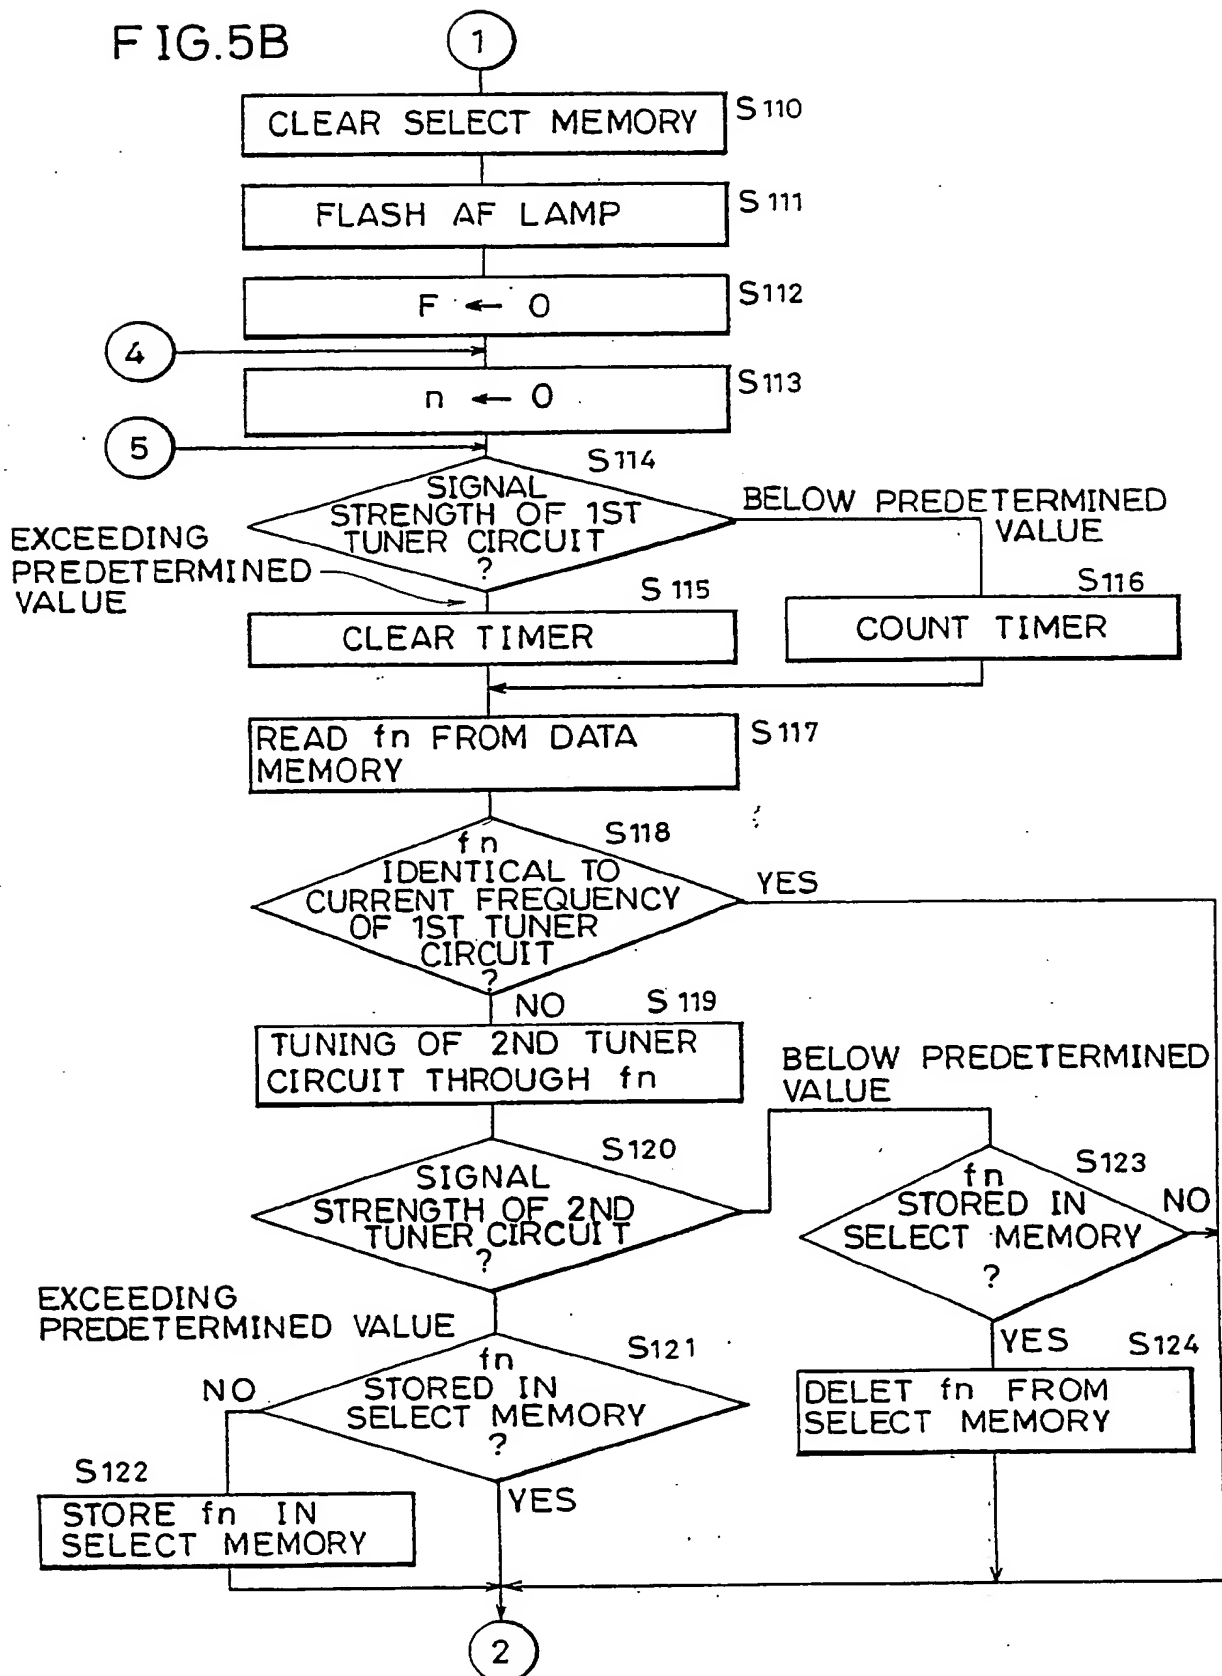 FIG.5B
1
CLEAR SELECT MEMORY
S110
FLASH AF LAMP
S111
F ← 0
S112
4
n ← 0
S113
5
S114
SIGNAL
STRENGTH OF 1ST
TUNER CIRCUIT
?
BELOW PREDETERMINED
VALUE
EXCEEDING
PREDETERMINED
VALUE
S115
CLEAR TIMER
S116
COUNT TIMER
READ fn FROM DATA
MEMORY
S117
S118
fn
IDENTICAL TO
CURRENT FREQUENCY
OF 1ST TUNER
CIRCUIT
?
YES
NO
S119
TUNING OF 2ND TUNER
CIRCUIT THROUGH fn
BELOW PREDETERMINED
VALUE
S120
SIGNAL
STRENGTH OF 2ND
TUNER CIRCUIT
?
S123
fn
STORED IN
SELECT MEMORY
?
NO
EXCEEDING
PREDETERMINED VALUE
S121
fn
STORED IN
SELECT MEMORY
?
NO
YES
YES
S124
DELET fn FROM
SELECT MEMORY
S122
STORE fn IN
SELECT MEMORY
2